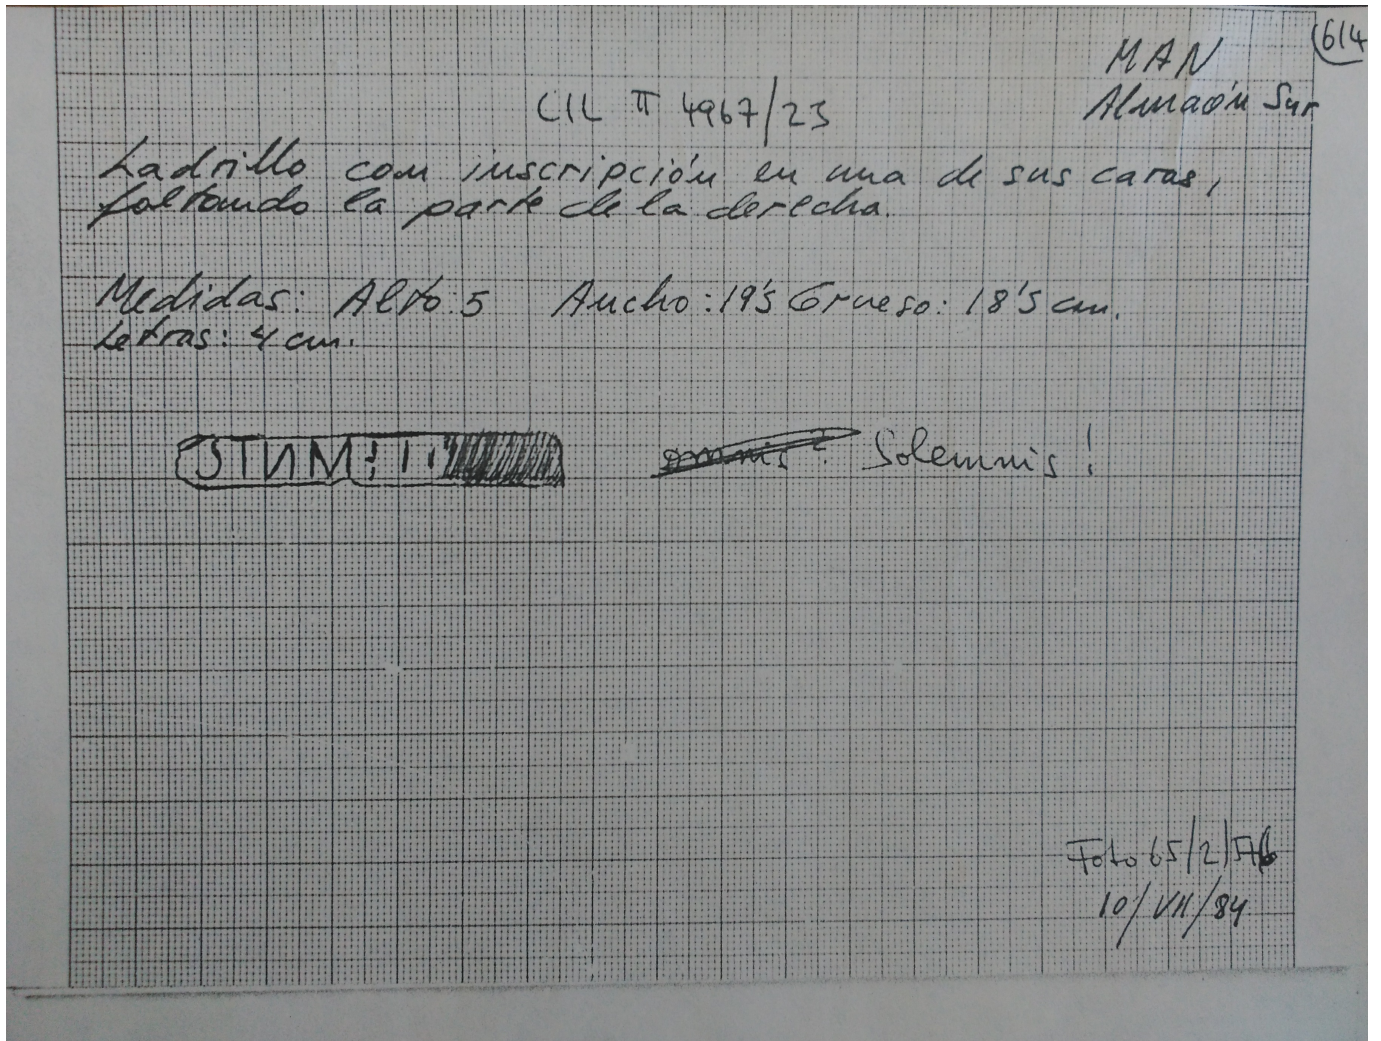 614
MAN
Almacén Sur
CIL II 4967/23
Ladrillo con inscripción en una de sus caras,
faltando la parte de la derecha.
Medidas: Alto: 5 Ancho: 19'5 Grueso: 18'5 cm.
Letras: 4 cm.
omnis? Solemnis!
Foto 65/2/
10/VII/84